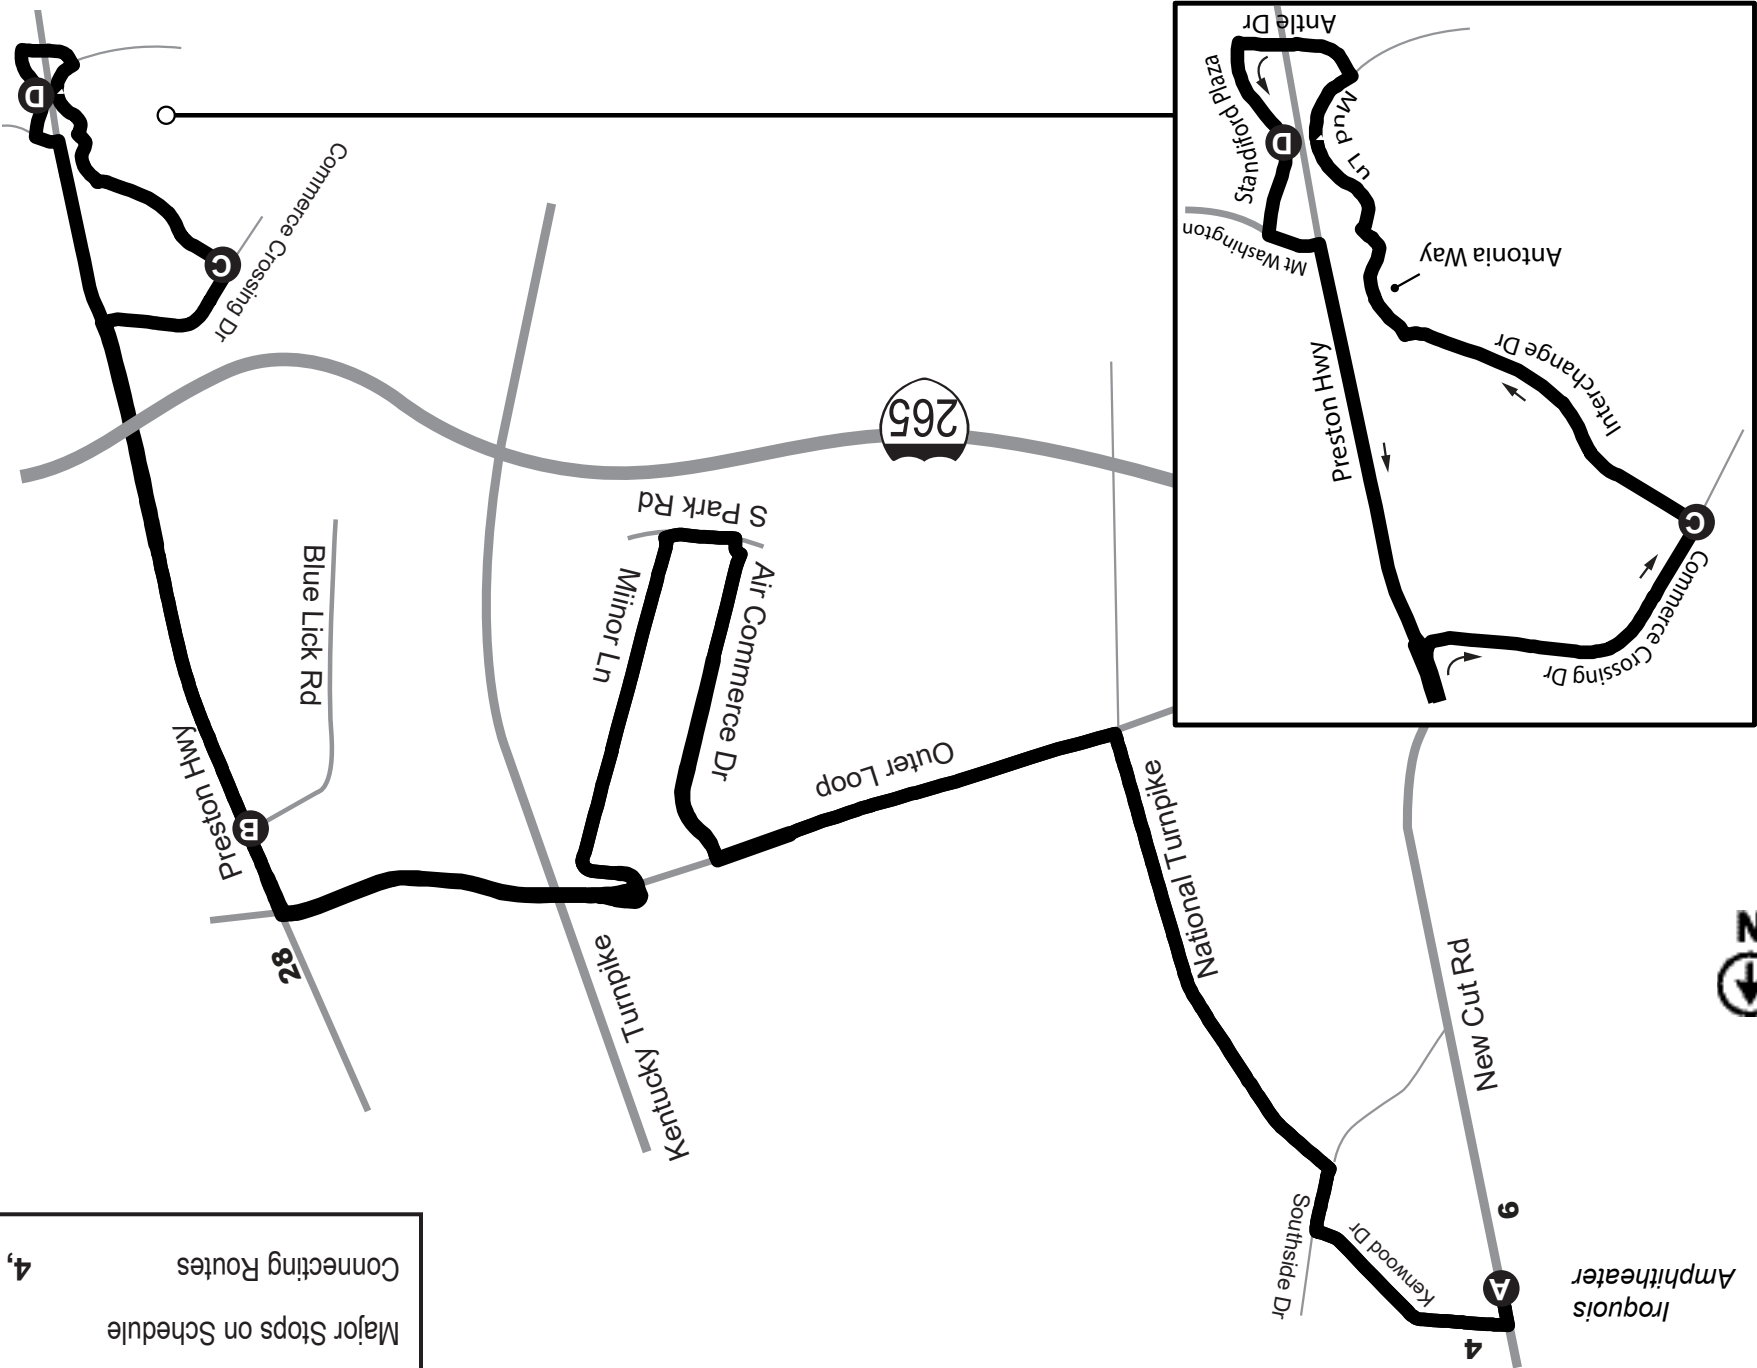 Major Stops on Schedule
Connecting Routes
4,
Iroquois
Amphitheater
4
A
6
Kenwood Dr
Southside Dr
New Cut Rd
N
National Turnpike
Outer Loop
Kentucky Turnpike
28
B
Preston Hwy
Blue Lick Rd
Air Commerce Dr
Miinor Ln
S Park Rd
265
Commerce Crossing Dr
C
D
Commerce Crossing Dr
C
Interchange Dr
Preston Hwy
Antonia Way
Mt Washington
Mud Ln
Standiford Plaza
D
Antle Dr